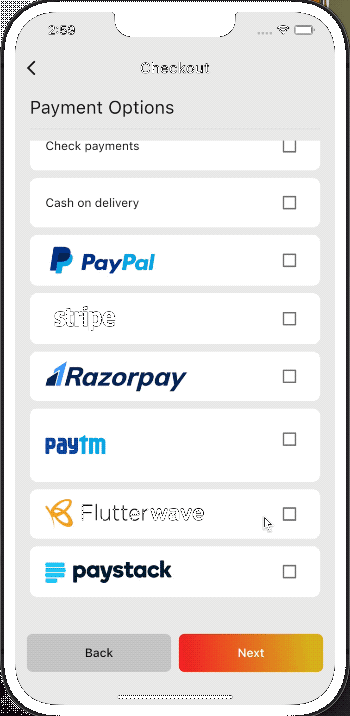 2:59
Checkout
Payment Options
Check payments
Cash on delivery
PayPal
stripe
Razorpay
paytm
Flutterwave
paystack
Back
Next